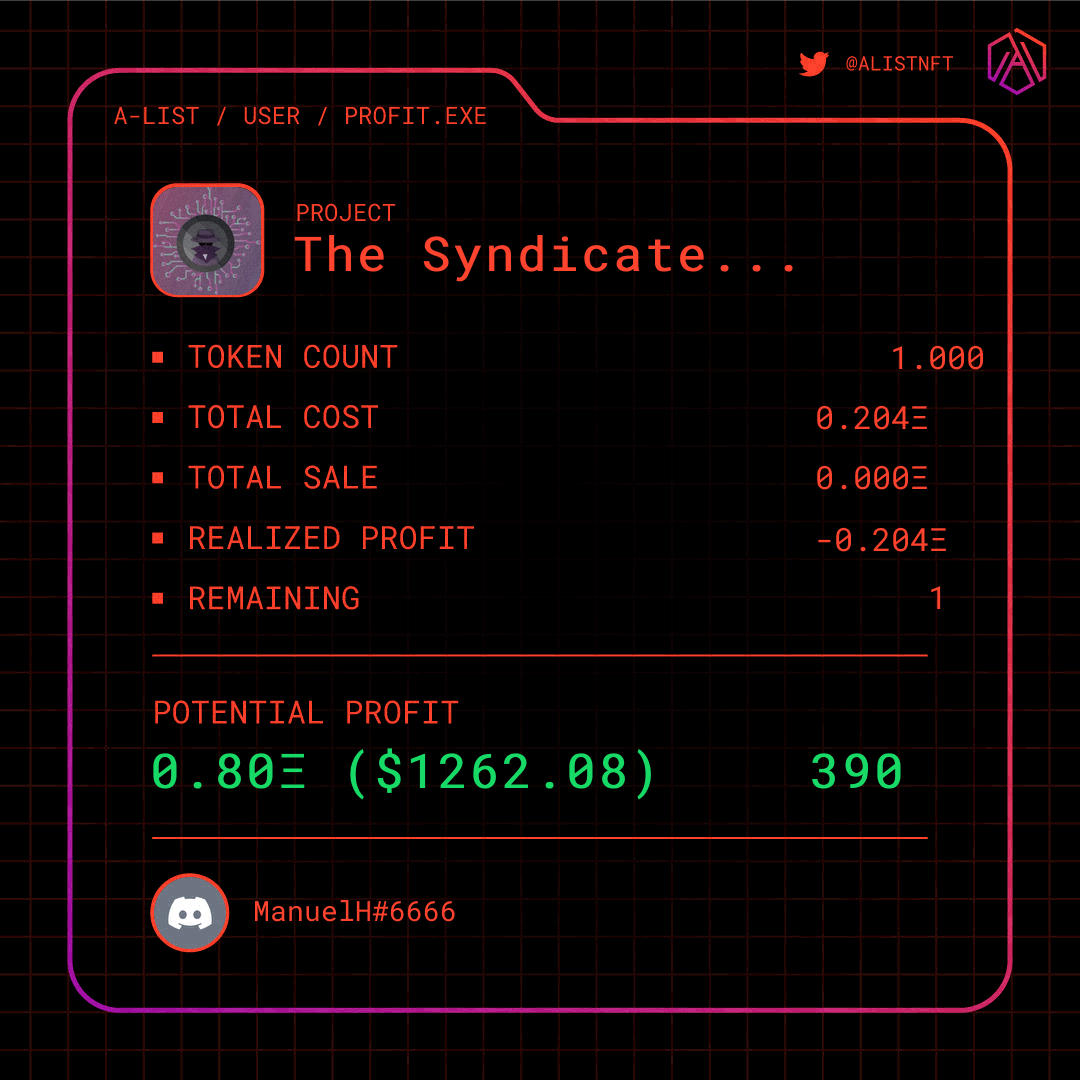 @ALISTNFT
A-LIST / USER / PROFIT.EXE
PROJECT
The Syndicate...
TOKEN COUNT 1.000
TOTAL COST 0.204Ξ
TOTAL SALE 0.000Ξ
REALIZED PROFIT -0.204Ξ
REMAINING 1
POTENTIAL PROFIT
0.80Ξ ($1262.08) 390
ManuelH#6666